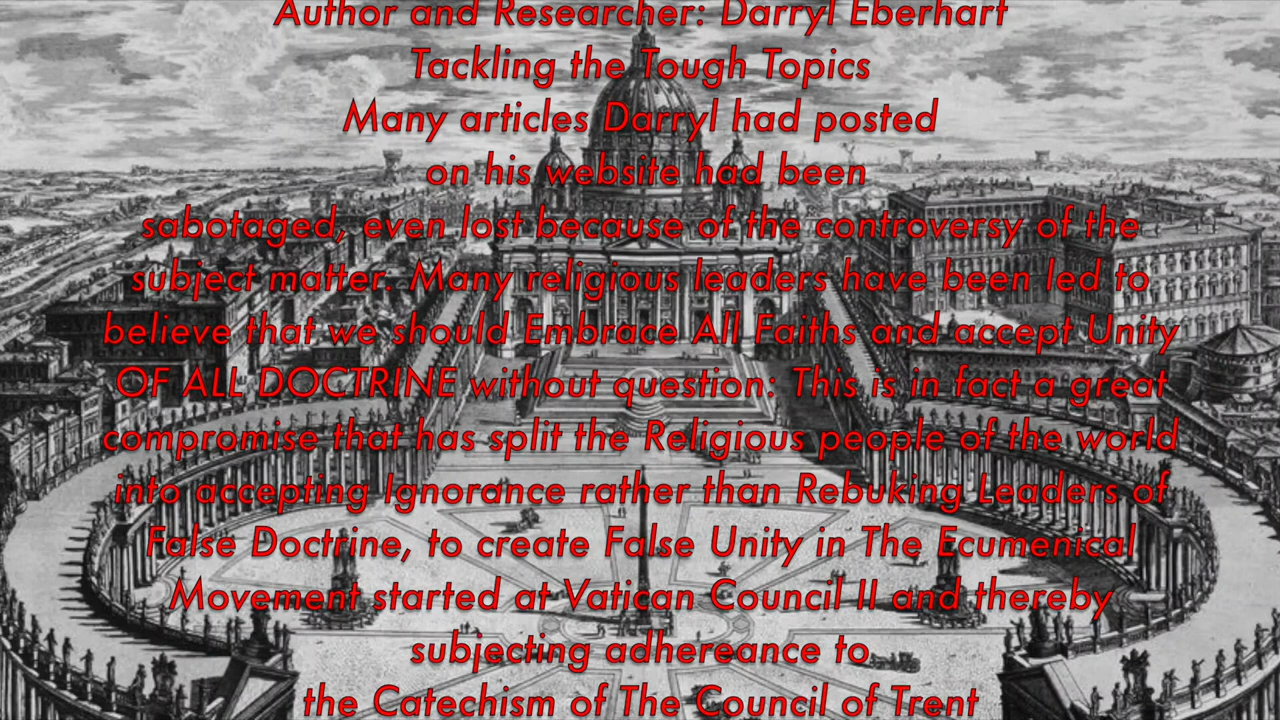 Author and Researcher: Darryl Eberhart
Tackling the Tough Topics
Many articles Darryl had posted
on his website had been
sabotaged, even lost because of the controversy of the
subject matter. Many religious leaders have been led to
believe that we should Embrace All Faiths and accept Unity
OF ALL DOCTRINE without question: This is in fact a great
compromise that has split the Religious people of the world
into accepting Ignorance rather than Rebuking Leaders of
False Doctrine, to create False Unity in The Ecumenical
Movement started at Vatican Council II and thereby
subjecting adhereance to
the Catechism of The Council of Trent